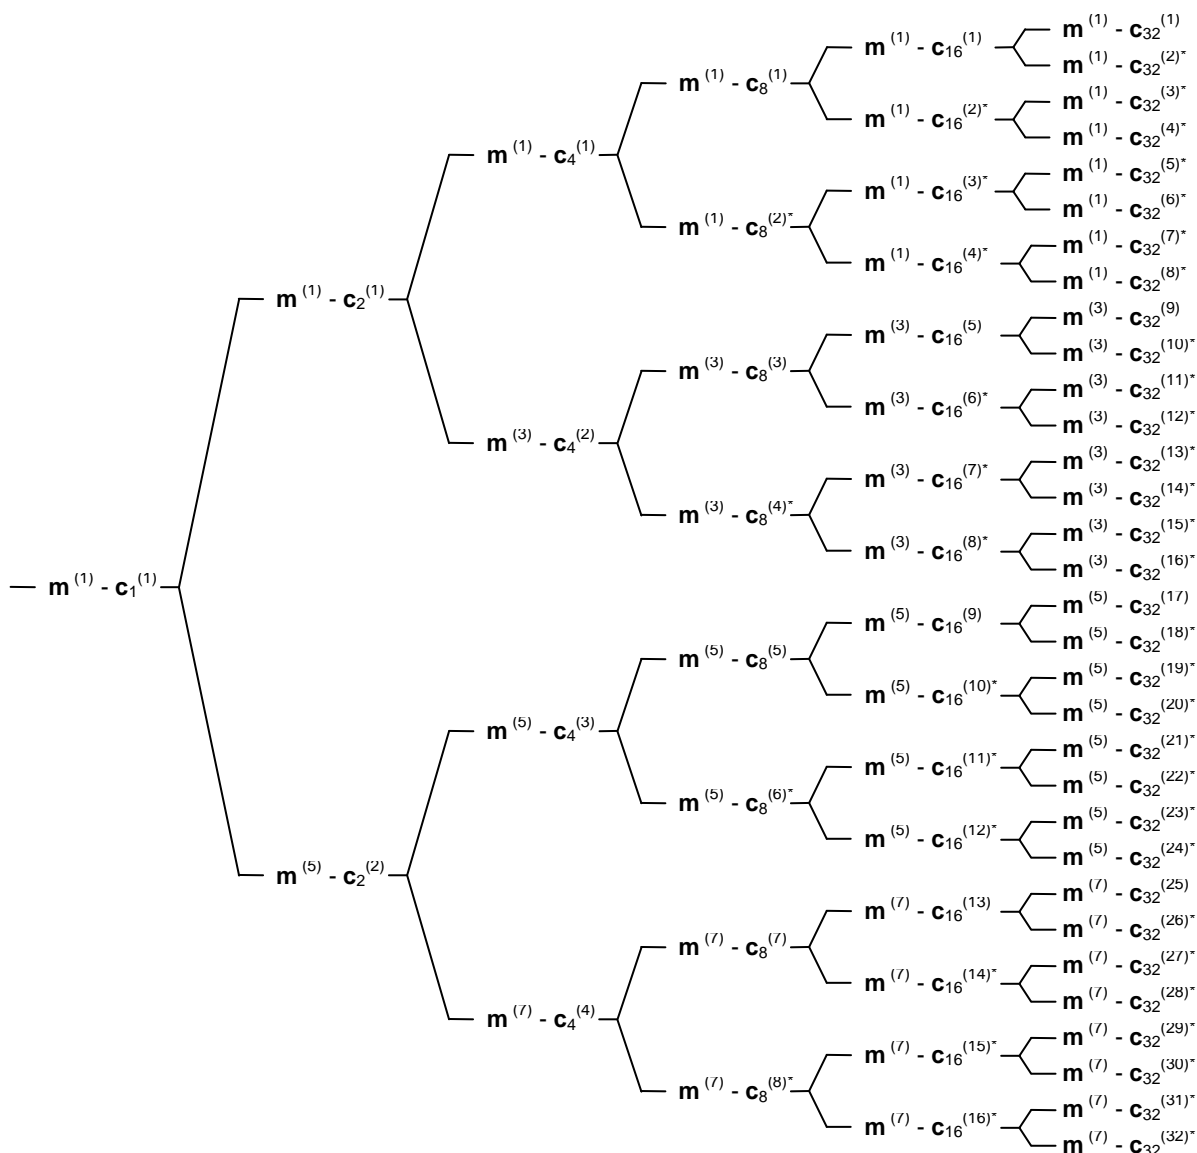 m(1) - c1(1)
m(1) - c2(1)
m(5) - c2(2)
m(1) - c4(1)
m(3) - c4(2)
m(5) - c4(3)
m(7) - c4(4)
m(1) - c8(1)
m(1) - c8(2)*
m(3) - c8(3)
m(3) - c8(4)*
m(5) - c8(5)
m(5) - c8(6)*
m(7) - c8(7)
m(7) - c8(8)*
m(1) - c16(1)
m(1) - c16(2)*
m(1) - c16(3)*
m(1) - c16(4)*
m(3) - c16(5)
m(3) - c16(6)*
m(3) - c16(7)*
m(3) - c16(8)*
m(5) - c16(9)
m(5) - c16(10)*
m(5) - c16(11)*
m(5) - c16(12)*
m(7) - c16(13)
m(7) - c16(14)*
m(7) - c16(15)*
m(7) - c16(16)*
m(1) - c32(1)
m(1) - c32(2)*
m(1) - c32(3)*
m(1) - c32(4)*
m(1) - c32(5)*
m(1) - c32(6)*
m(1) - c32(7)*
m(1) - c32(8)*
m(3) - c32(9)
m(3) - c32(10)*
m(3) - c32(11)*
m(3) - c32(12)*
m(3) - c32(13)*
m(3) - c32(14)*
m(3) - c32(15)*
m(3) - c32(16)*
m(5) - c32(17)
m(5) - c32(18)*
m(5) - c32(19)*
m(5) - c32(20)*
m(5) - c32(21)*
m(5) - c32(22)*
m(5) - c32(23)*
m(5) - c32(24)*
m(7) - c32(25)
m(7) - c32(26)*
m(7) - c32(27)*
m(7) - c32(28)*
m(7) - c32(29)*
m(7) - c32(30)*
m(7) - c32(31)*
m(7) - c32(32)*